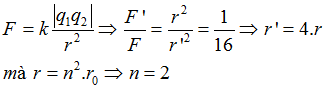 F = k |q₁q₂| / r² ⇒ F' / F = r² / r'² = 1 / 16 ⇒ r' = 4.r
mà r = n².r₀ ⇒ n = 2